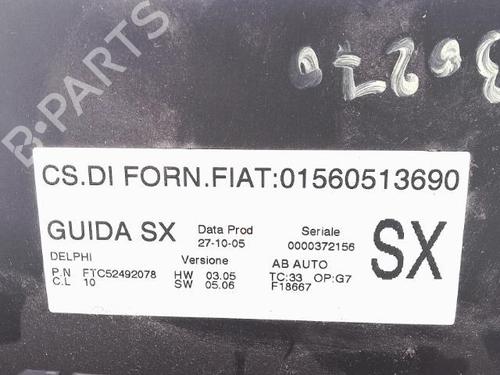 B-PARTS
CS.DI FORN.FIAT:01560513690
GUIDA SX
Data Prod
27-10-05
Seriale
0000372156
SX
DELPHI
Versione
AB AUTO
P.N FTC52492078
HW 03.05
TC:33 OP:G7
C.L 10
SW 05.06
F18667